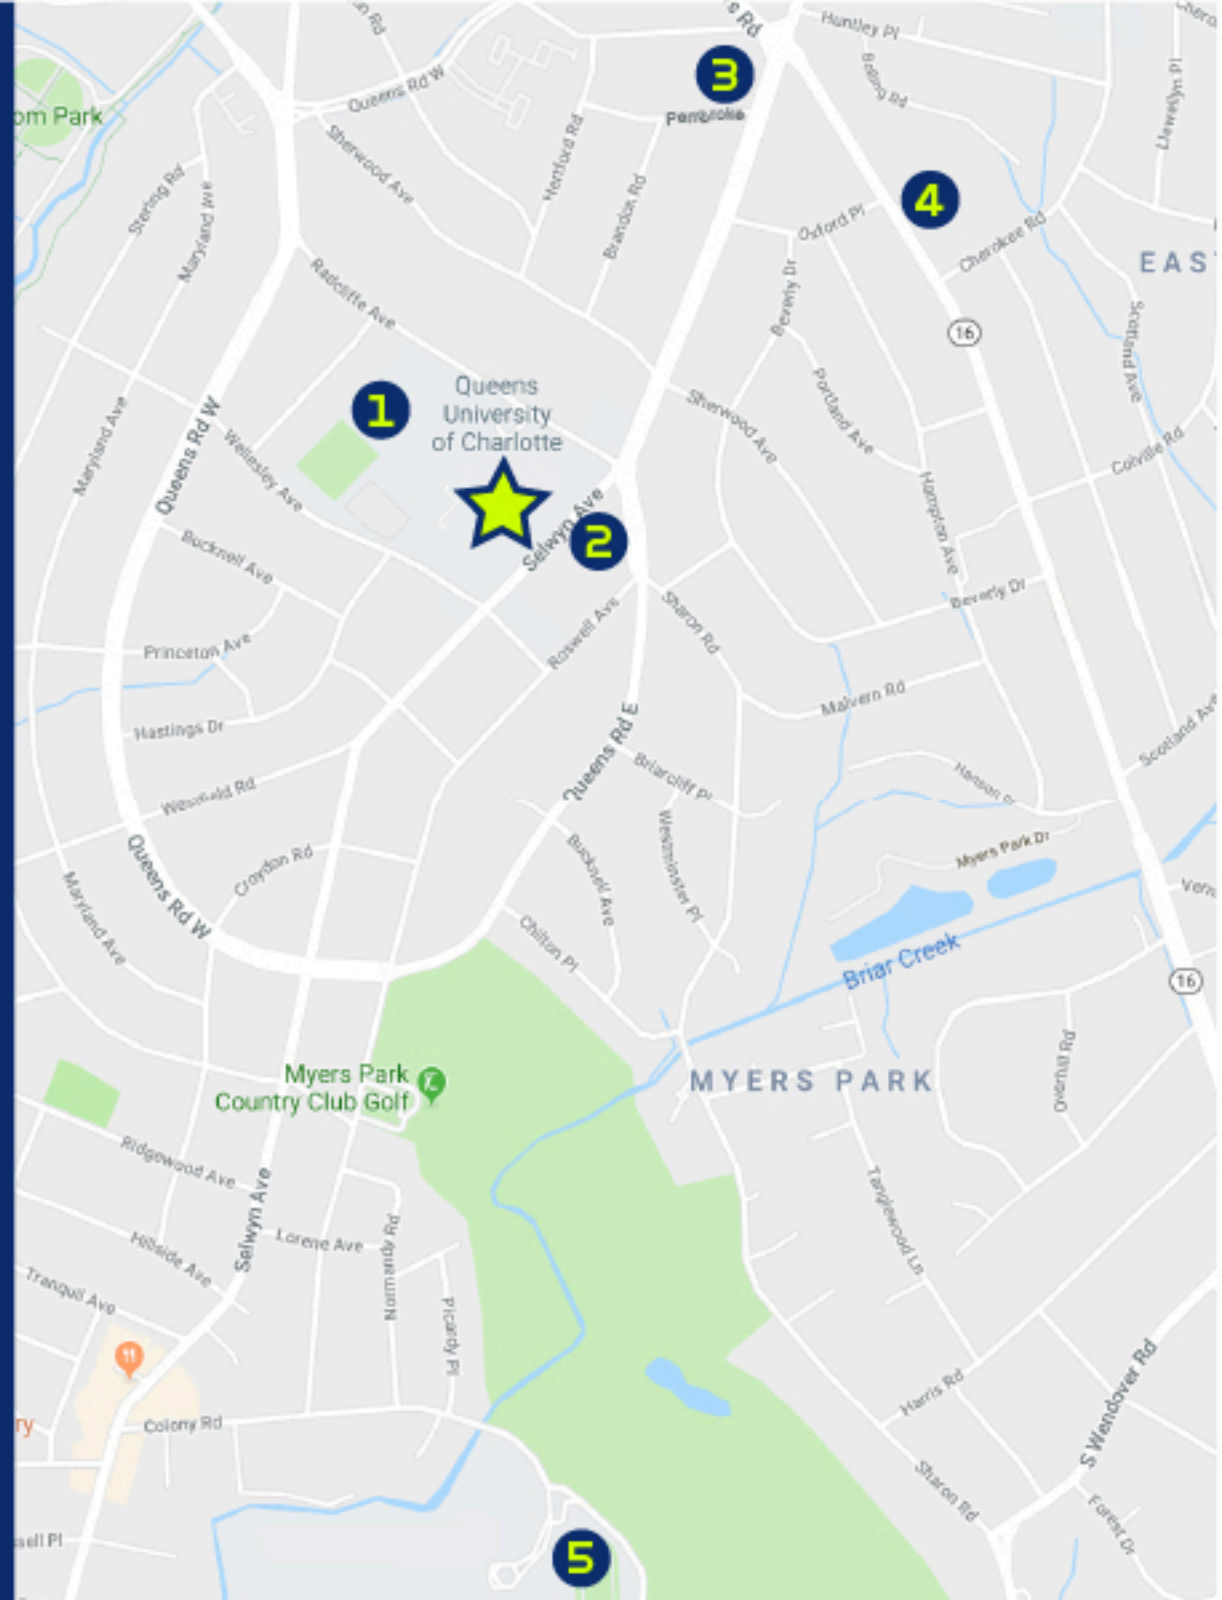 s Rd
Huntley Pl
Queens Rd W
3
Bolling Rd
Llewellyn Pl
om Park
Pembroke
Hertford Rd
Sherwood Ave
Sterling Rd
Maryland Ave
Brandon Rd
4
Oxford Pl
Cherokee Rd
EAS
Radcliffe Ave
Beverly Dr
16
Scotland Ave
Queens
University
of Charlotte
1
Portland Ave
Sherwood Ave
Maryland Ave
Queens Rd W
Wellesley Ave
Colville Rd
Selwyn Ave
2
Hampton Ave
Bucknell Ave
Beverly Dr
Roswell Ave
Sharon Rd
Princeton Ave
Malvern Rd
Hastings Dr
Queens Rd E
Scotland Ave
Briarcliff Pl
Westfield Rd
Hanson Dr
Westminster Pl
Myers Park Dr
Croydon Rd
Queens Rd W
Bucknell Ave
Maryland Ave
Vern
Chilton Pl
Briar Creek
16
Overhill Rd
Myers Park
Country Club Golf
MYERS PARK
Ridgewood Ave
Selwyn Ave
Tanglewood Ln
Lorene Ave
Normandy Rd
Hillside Ave
Tranquil Ave
Picardy Pl
Harris Rd
S Wendover Rd
ry
Colony Rd
Sharon Rd
Forest Dr
sell Pl
5